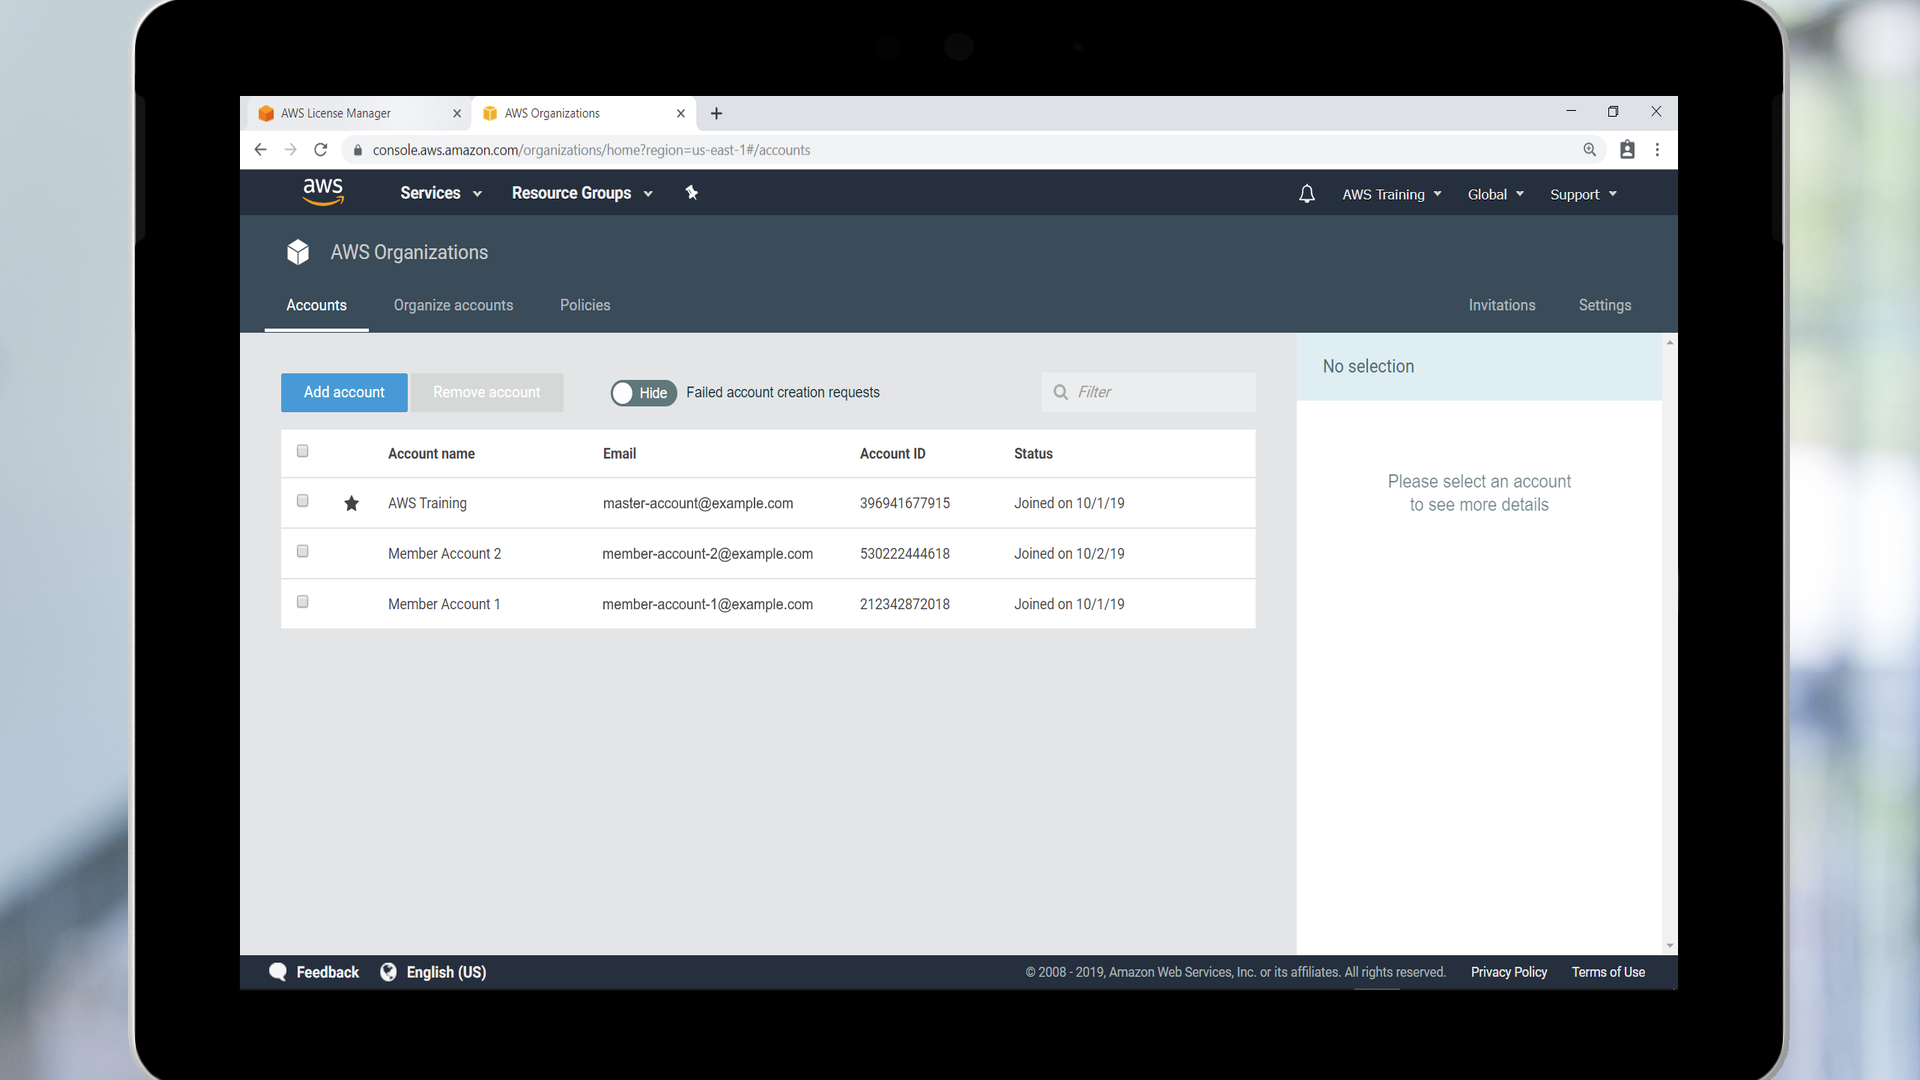 AWS License Manager
AWS Organizations
console.aws.amazon.com/organizations/home?region=us-east-1#/accounts
aws Services Resource Groups AWS Training Global Support
AWS Organizations
Accounts Organize accounts Policies Invitations Settings
Add account Remove account Hide Failed account creation requests Filter
No selection
Please select an account
to see more details
Account name Email Account ID Status
AWS Training master-account@example.com 396941677915 Joined on 10/1/19
Member Account 2 member-account-2@example.com 530222444618 Joined on 10/2/19
Member Account 1 member-account-1@example.com 212342872018 Joined on 10/1/19
Feedback English (US) © 2008 - 2019, Amazon Web Services, Inc. or its affiliates. All rights reserved. Privacy Policy Terms of Use